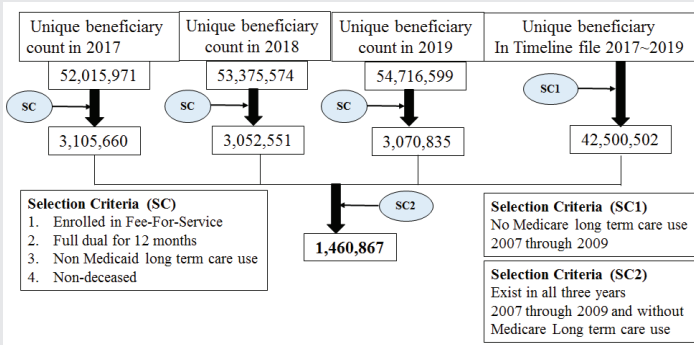 Unique beneficiary
count in 2017
Unique beneficiary
count in 2018
Unique beneficiary
count in 2019
Unique beneficiary
In Timeline file 2017~2019
52,015,971
53,375,574
54,716,599
SC
SC
SC
SC1
3,105,660
3,052,551
3,070,835
42,500,502
Selection Criteria (SC)
1. Enrolled in Fee-For-Service
2. Full dual for 12 months
3. Non Medicaid long term care use
4. Non-deceased
SC2
1,460,867
Selection Criteria (SC1)
No Medicare long term care use
2007 through 2009
Selection Criteria (SC2)
Exist in all three years
2007 through 2009 and without
Medicare Long term care use